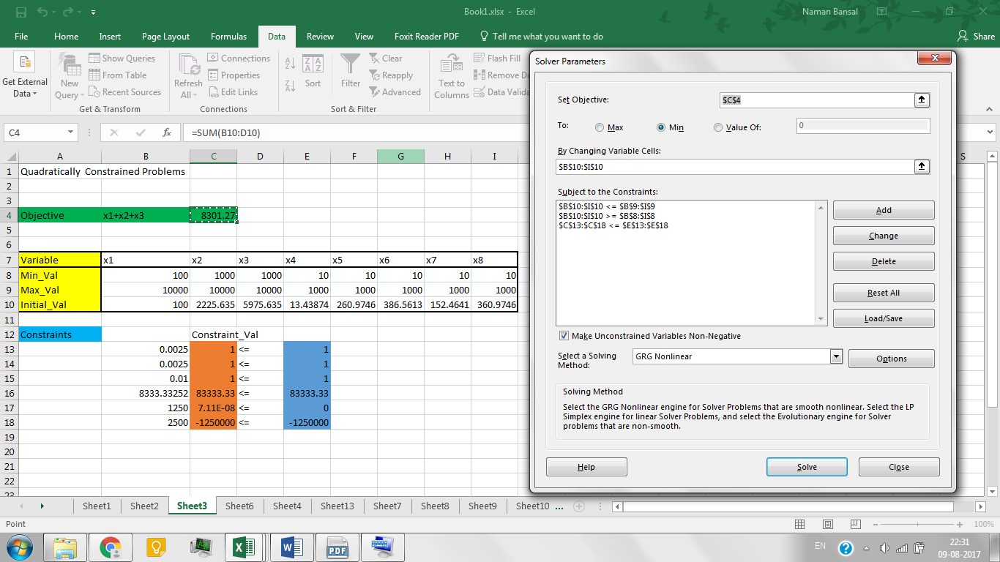 Book1.xlsx - Excel
Naman Bansal
File Home Insert Page Layout Formulas Data Review View Foxit Reader PDF Tell me what you want to do Share
Get External Data
New Query
Show Queries
From Table
Recent Sources
Get & Transform
Refresh All
Connections
Properties
Edit Links
Connections
Sort
Filter
Clear
Reapply
Advanced
Sort & Filter
Text to Columns
Flash Fill
Remove Du
Data Valida
C4 fx =SUM(B10:D10)
A B C D E F G H I S
1 Quadratically Constrained Problems
2
3
4 Objective x1+x2+x3 8301.27
5
6
7 Variable x1 x2 x3 x4 x5 x6 x7 x8
8 Min_Val 100 1000 1000 10 10 10 10 10
9 Max_Val 10000 10000 10000 1000 1000 1000 1000 1000
10 Initial_Val 100 2225.635 5975.635 13.43874 260.9746 386.5613 152.4641 360.9746
11
12 Constraints Constraint_Val
13 0.0025 1 <= 1
14 0.0025 1 <= 1
15 0.01 1 <= 1
16 8333.33252 83333.33 <= 83333.33
17 1250 7.11E-08 <= 0
18 2500 -1250000 <= -1250000
19
20
21
22
23
Sheet1 Sheet2 Sheet3 Sheet6 Sheet4 Sheet13 Sheet7 Sheet8 Sheet9 Sheet10 ...
Point
100%
Solver Parameters
Set Objective: $C$4
To: Max Min Value Of: 0
By Changing Variable Cells:
$B$10:$I$10
Subject to the Constraints:
$B$10:$I$10 <= $B$9:$I$9
$B$10:$I$10 >= $B$8:$I$8
$C$13:$C$18 <= $E$13:$E$18
Add
Change
Delete
Reset All
Load/Save
Make Unconstrained Variables Non-Negative
Select a Solving Method:
GRG Nonlinear
Options
Solving Method
Select the GRG Nonlinear engine for Solver Problems that are smooth nonlinear. Select the LP
Simplex engine for linear Solver Problems, and select the Evolutionary engine for Solver
problems that are non-smooth.
Help
Solve
Close
PDF
EN
22:31
09-08-2017